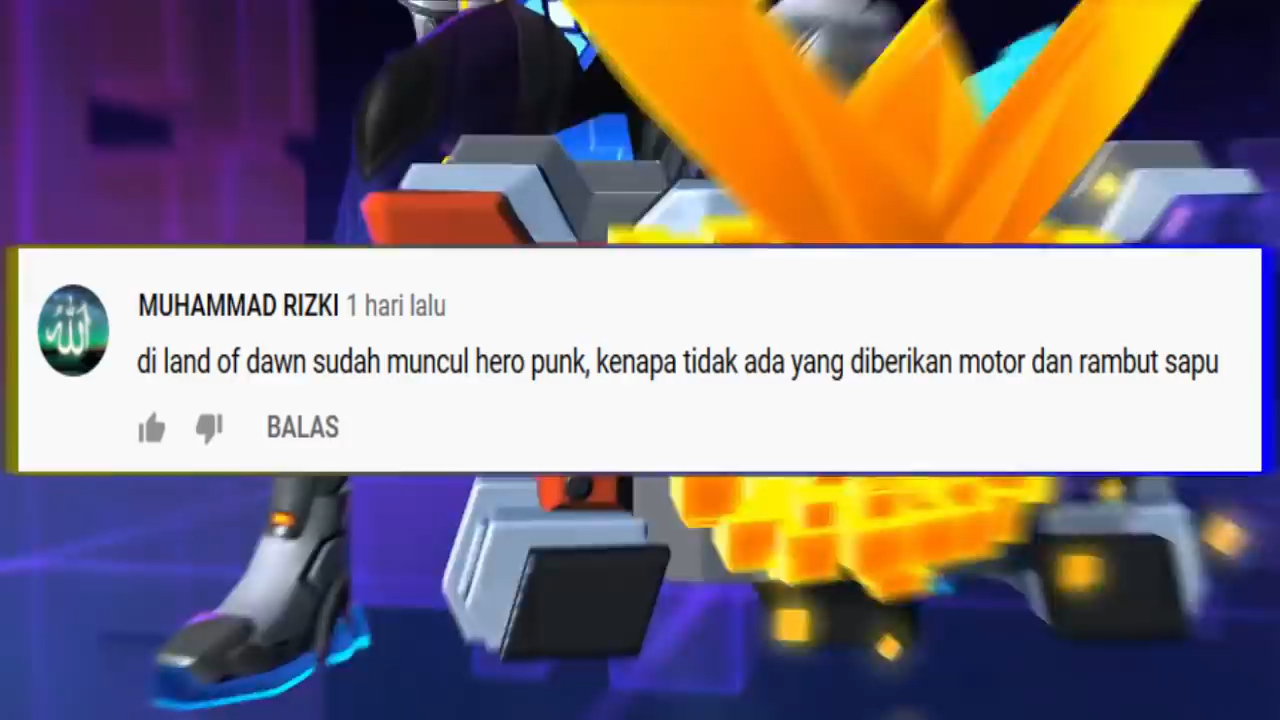 MUHAMMAD RIZKI 1 hari lalu
di land of dawn sudah muncul hero punk, kenapa tidak ada yang diberikan motor dan rambut sapu
BALAS